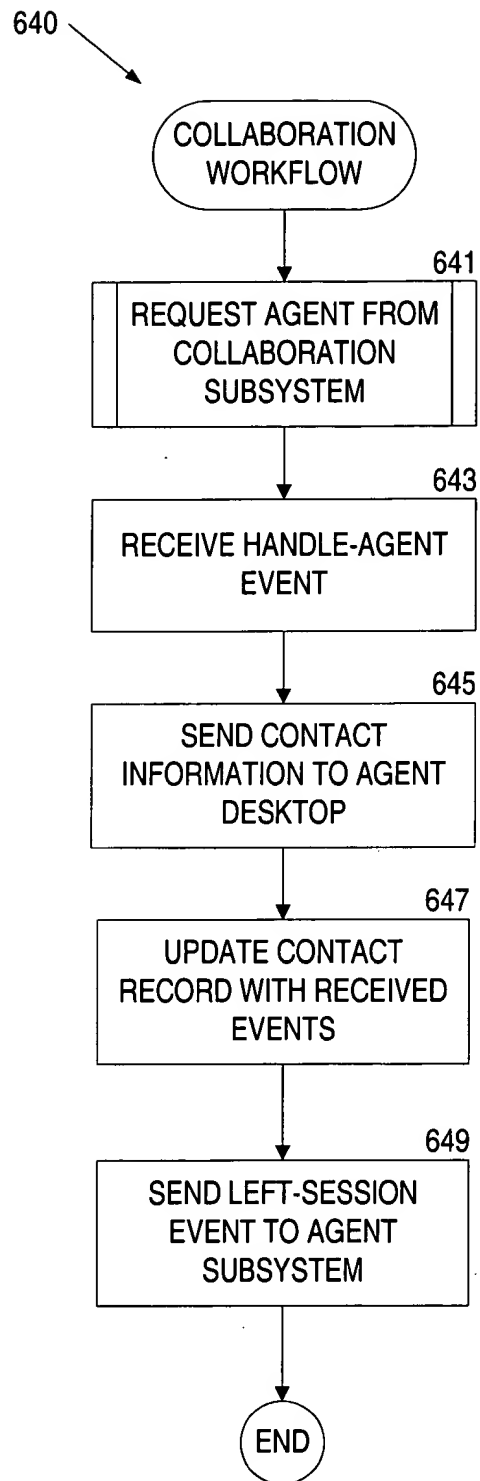 640
COLLABORATION
WORKFLOW
641
REQUEST AGENT FROM
COLLABORATION
SUBSYSTEM
643
RECEIVE HANDLE-AGENT
EVENT
645
SEND CONTACT
INFORMATION TO AGENT
DESKTOP
647
UPDATE CONTACT
RECORD WITH RECEIVED
EVENTS
649
SEND LEFT-SESSION
EVENT TO AGENT
SUBSYSTEM
END